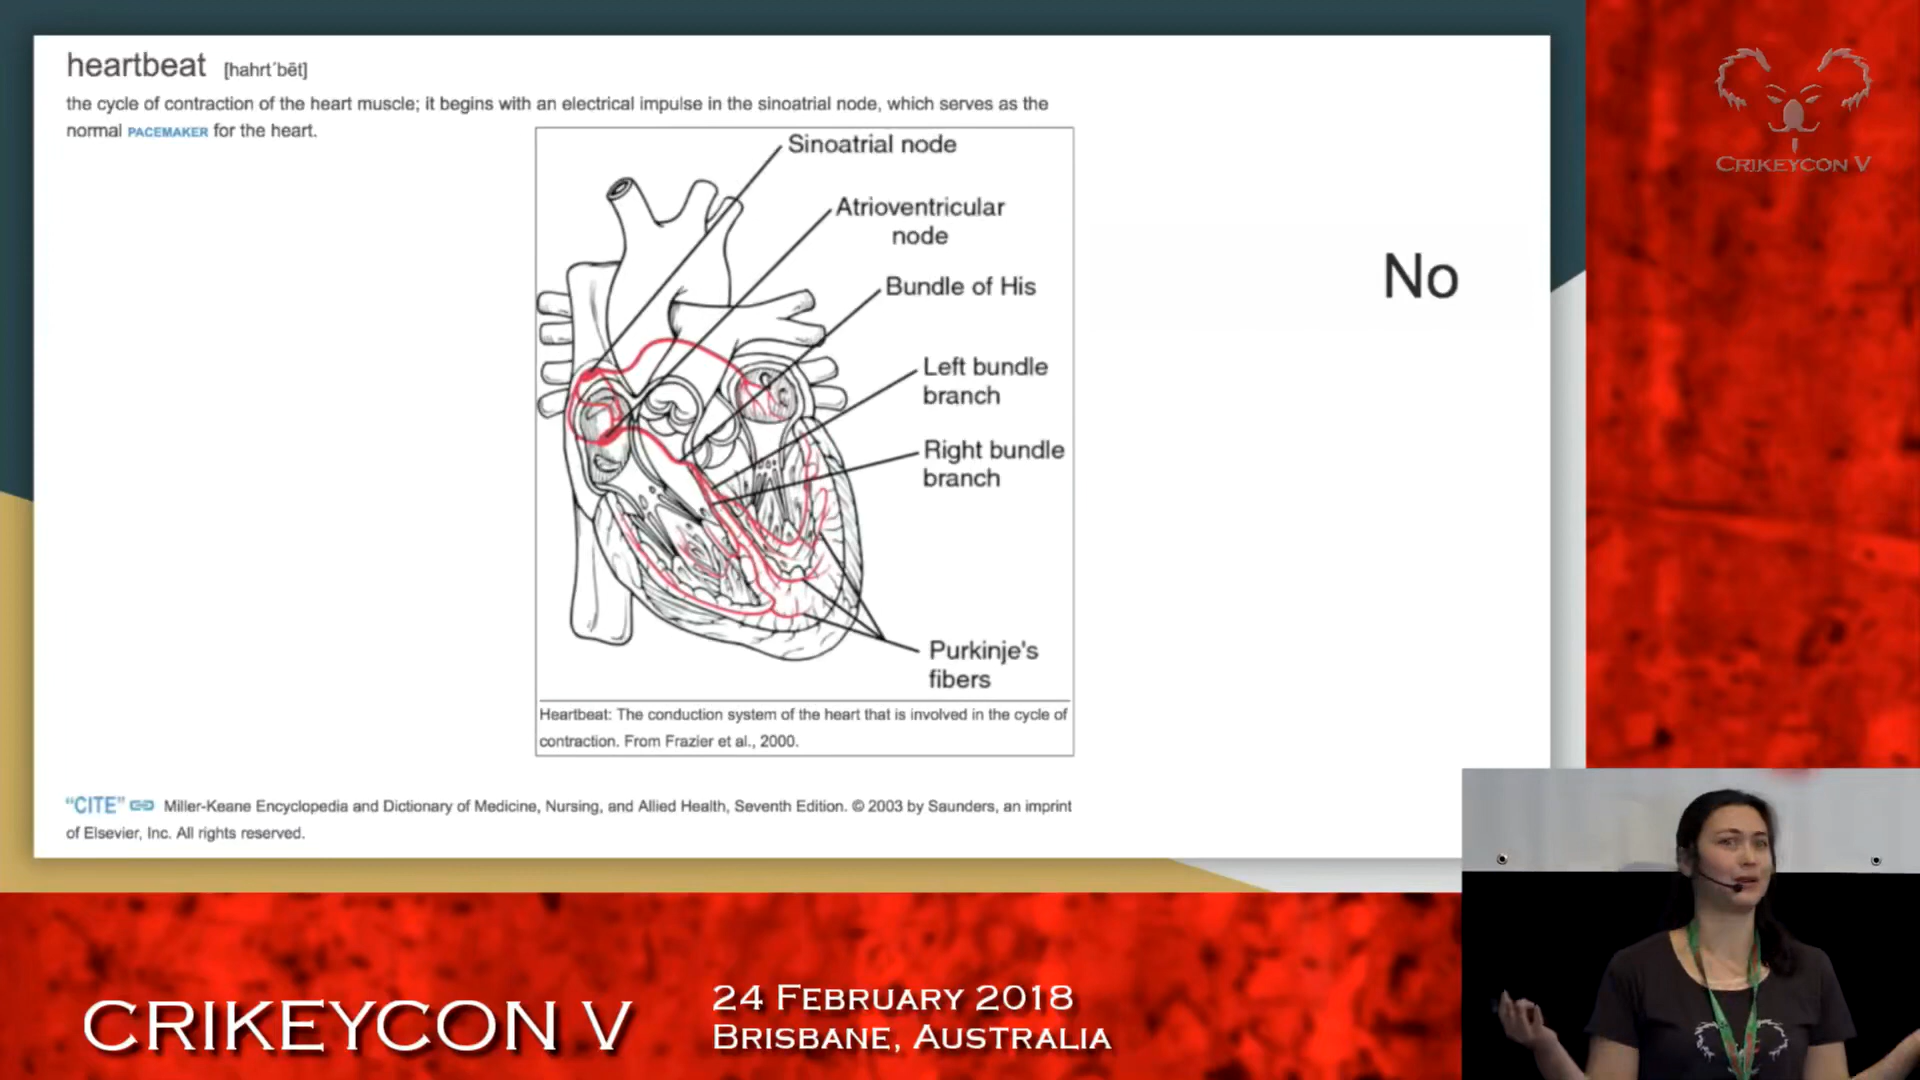 heartbeat [hahrt´bēt]
the cycle of contraction of the heart muscle; it begins with an electrical impulse in the sinoatrial node, which serves as the
normal PACEMAKER for the heart.
Sinoatrial node
Atrioventricular
node
Bundle of His
Left bundle
branch
Right bundle
branch
Purkinje's
fibers
Heartbeat: The conduction system of the heart that is involved in the cycle of
contraction. From Frazier et al., 2000.
No
"CITE" Miller-Keane Encyclopedia and Dictionary of Medicine, Nursing, and Allied Health, Seventh Edition. © 2003 by Saunders, an imprint
of Elsevier, Inc. All rights reserved.
CRIKEYCON V
CRIKEYCON V
24 FEBRUARY 2018
BRISBANE, AUSTRALIA